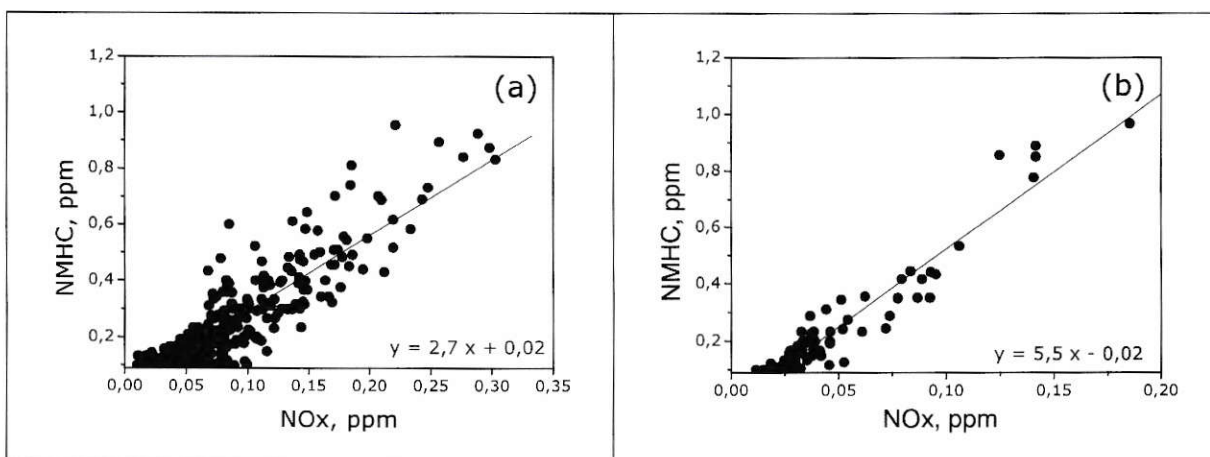 (a)
NMHC, ppm
1,2
1,0
0,8
0,6
0,4
0,2
y = 2,7 x + 0,02
0,00 0,05 0,10 0,15 0,20 0,25 0,30 0,35
NOx, ppm
(b)
NMHC, ppm
1,2
1,0
0,8
0,6
0,4
0,2
y = 5,5 x - 0,02
0,00 0,05 0,10 0,15 0,20
NOx, ppm